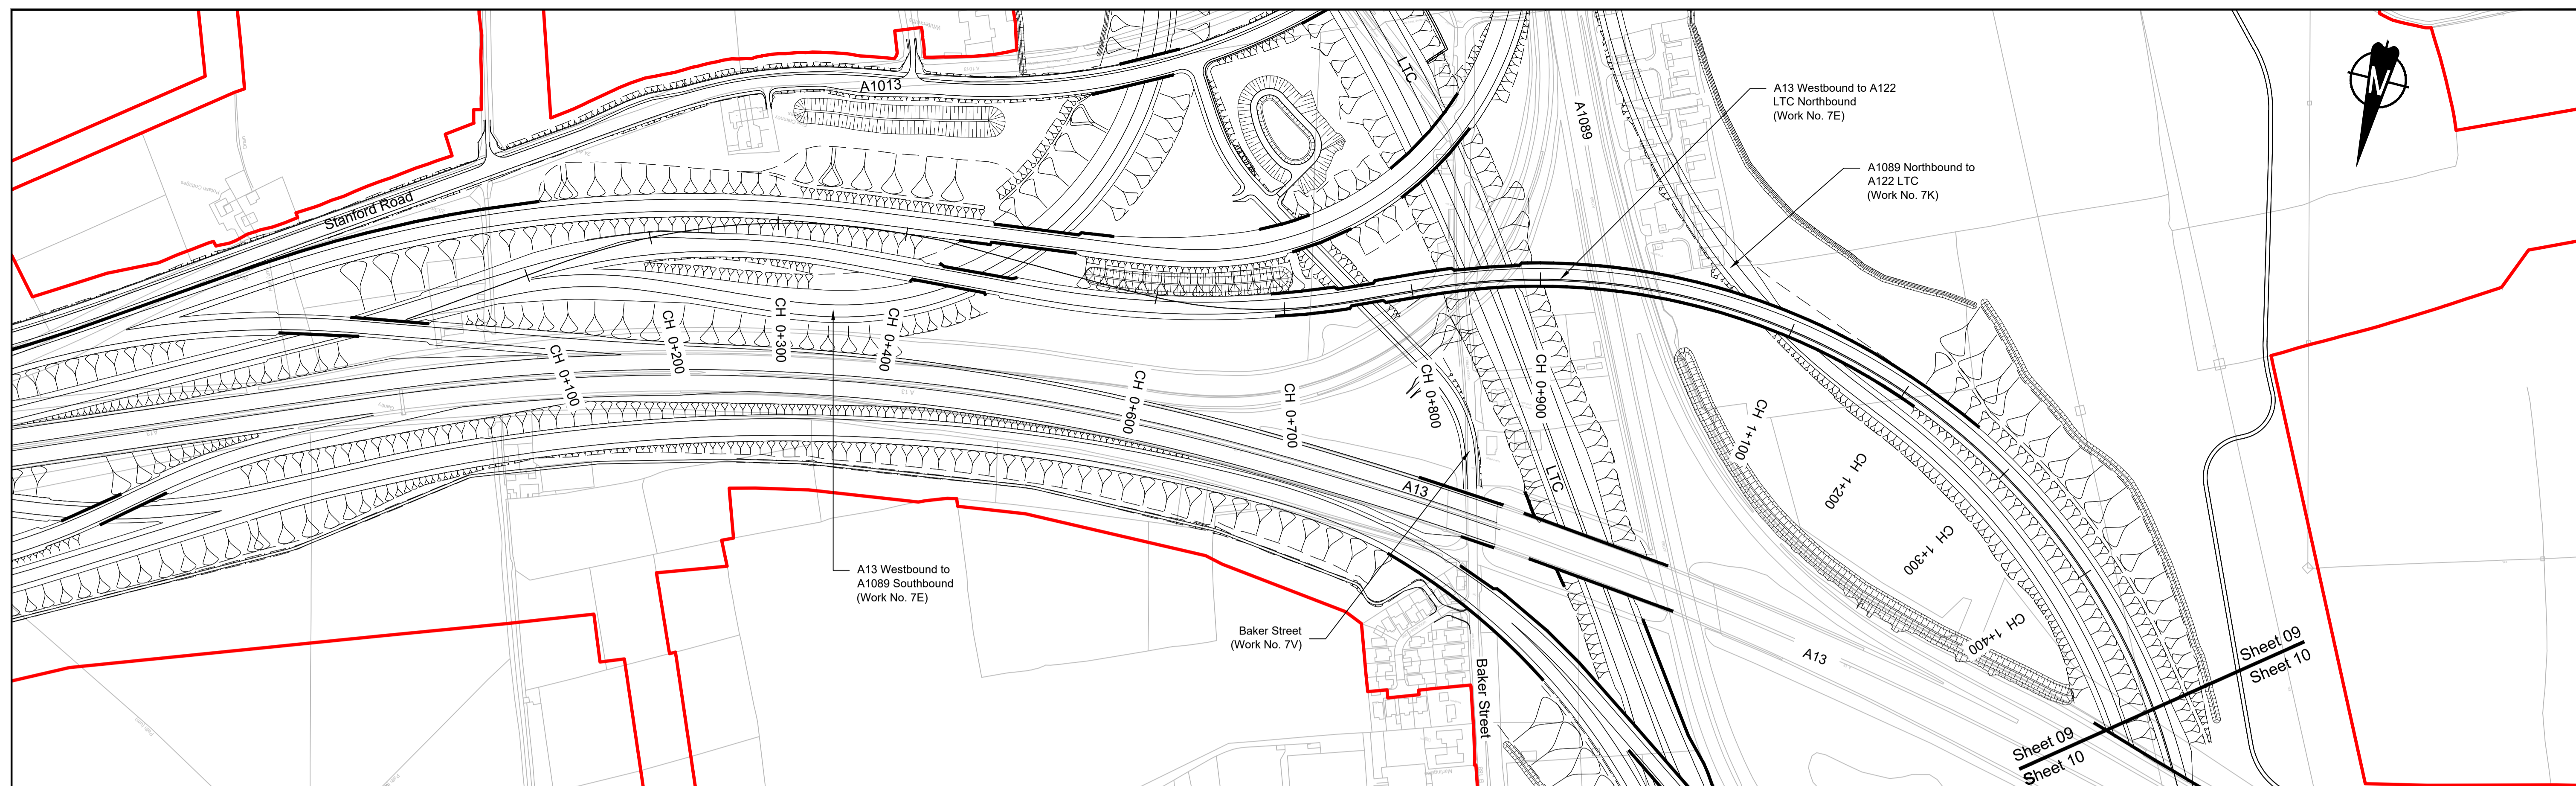 A1013
Stanford Road
LTC
A1089
N
A13 Westbound to A122
LTC Northbound
(Work No. 7E)
A1089 Northbound to
A122 LTC
(Work No. 7K)
CH 0+100
CH 0+200
CH 0+300
CH 0+400
CH 0+600
CH 0+700
CH 0+800
CH 0+900
CH 1+100
CH 1+200
CH 1+300
CH 1+400
A13
LTC
A13
A13 Westbound to
A1089 Southbound
(Work No. 7E)
Baker Street
(Work No. 7V)
Baker Street
Sheet 09
Sheet 10
Sheet 09
Sheet 10